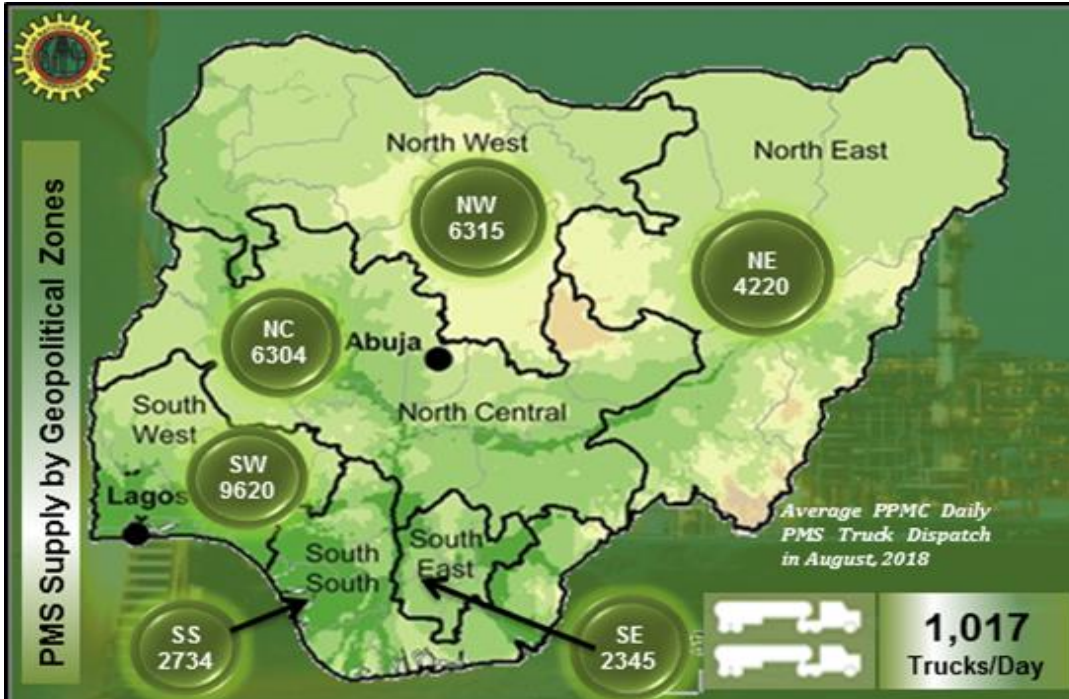 PMS Supply by Geopolitical Zones
North West
North East
NW
6315
NE
4220
NC
6304
Abuja
North Central
South
West
SW
9620
Lagos
South
South
South
East
Average PPMC Daily
PMS Truck Dispatch
in August, 2018
SS
2734
SE
2345
1,017
Trucks/Day